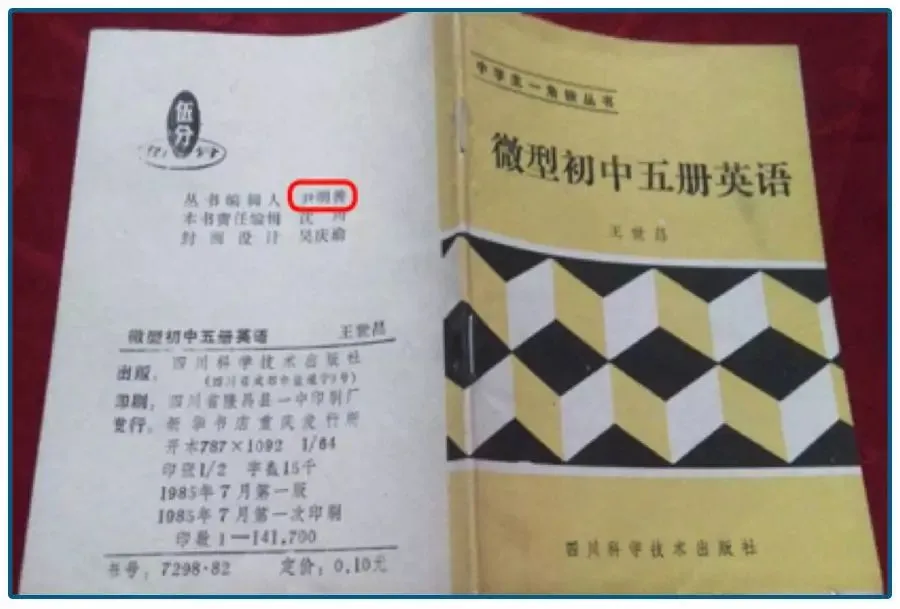 伍分
丛书编辑人 尹明善
本书责任编辑
封面设计 吴庆渝
微型初中五册英语 王世昌
出版： 四川科学技术出版社
印刷： 四川省隆昌县一中印刷厂
发行： 新华书店重庆发行所
开本787×1092 1/64
印张1/2 字数15千
1985年7月第一版
1985年7月第一次印刷
印数1—141,700
书号：7298·82 定价：0.10元
中学生一角钱丛书
微型初中五册英语
王世昌
四川科学技术出版社